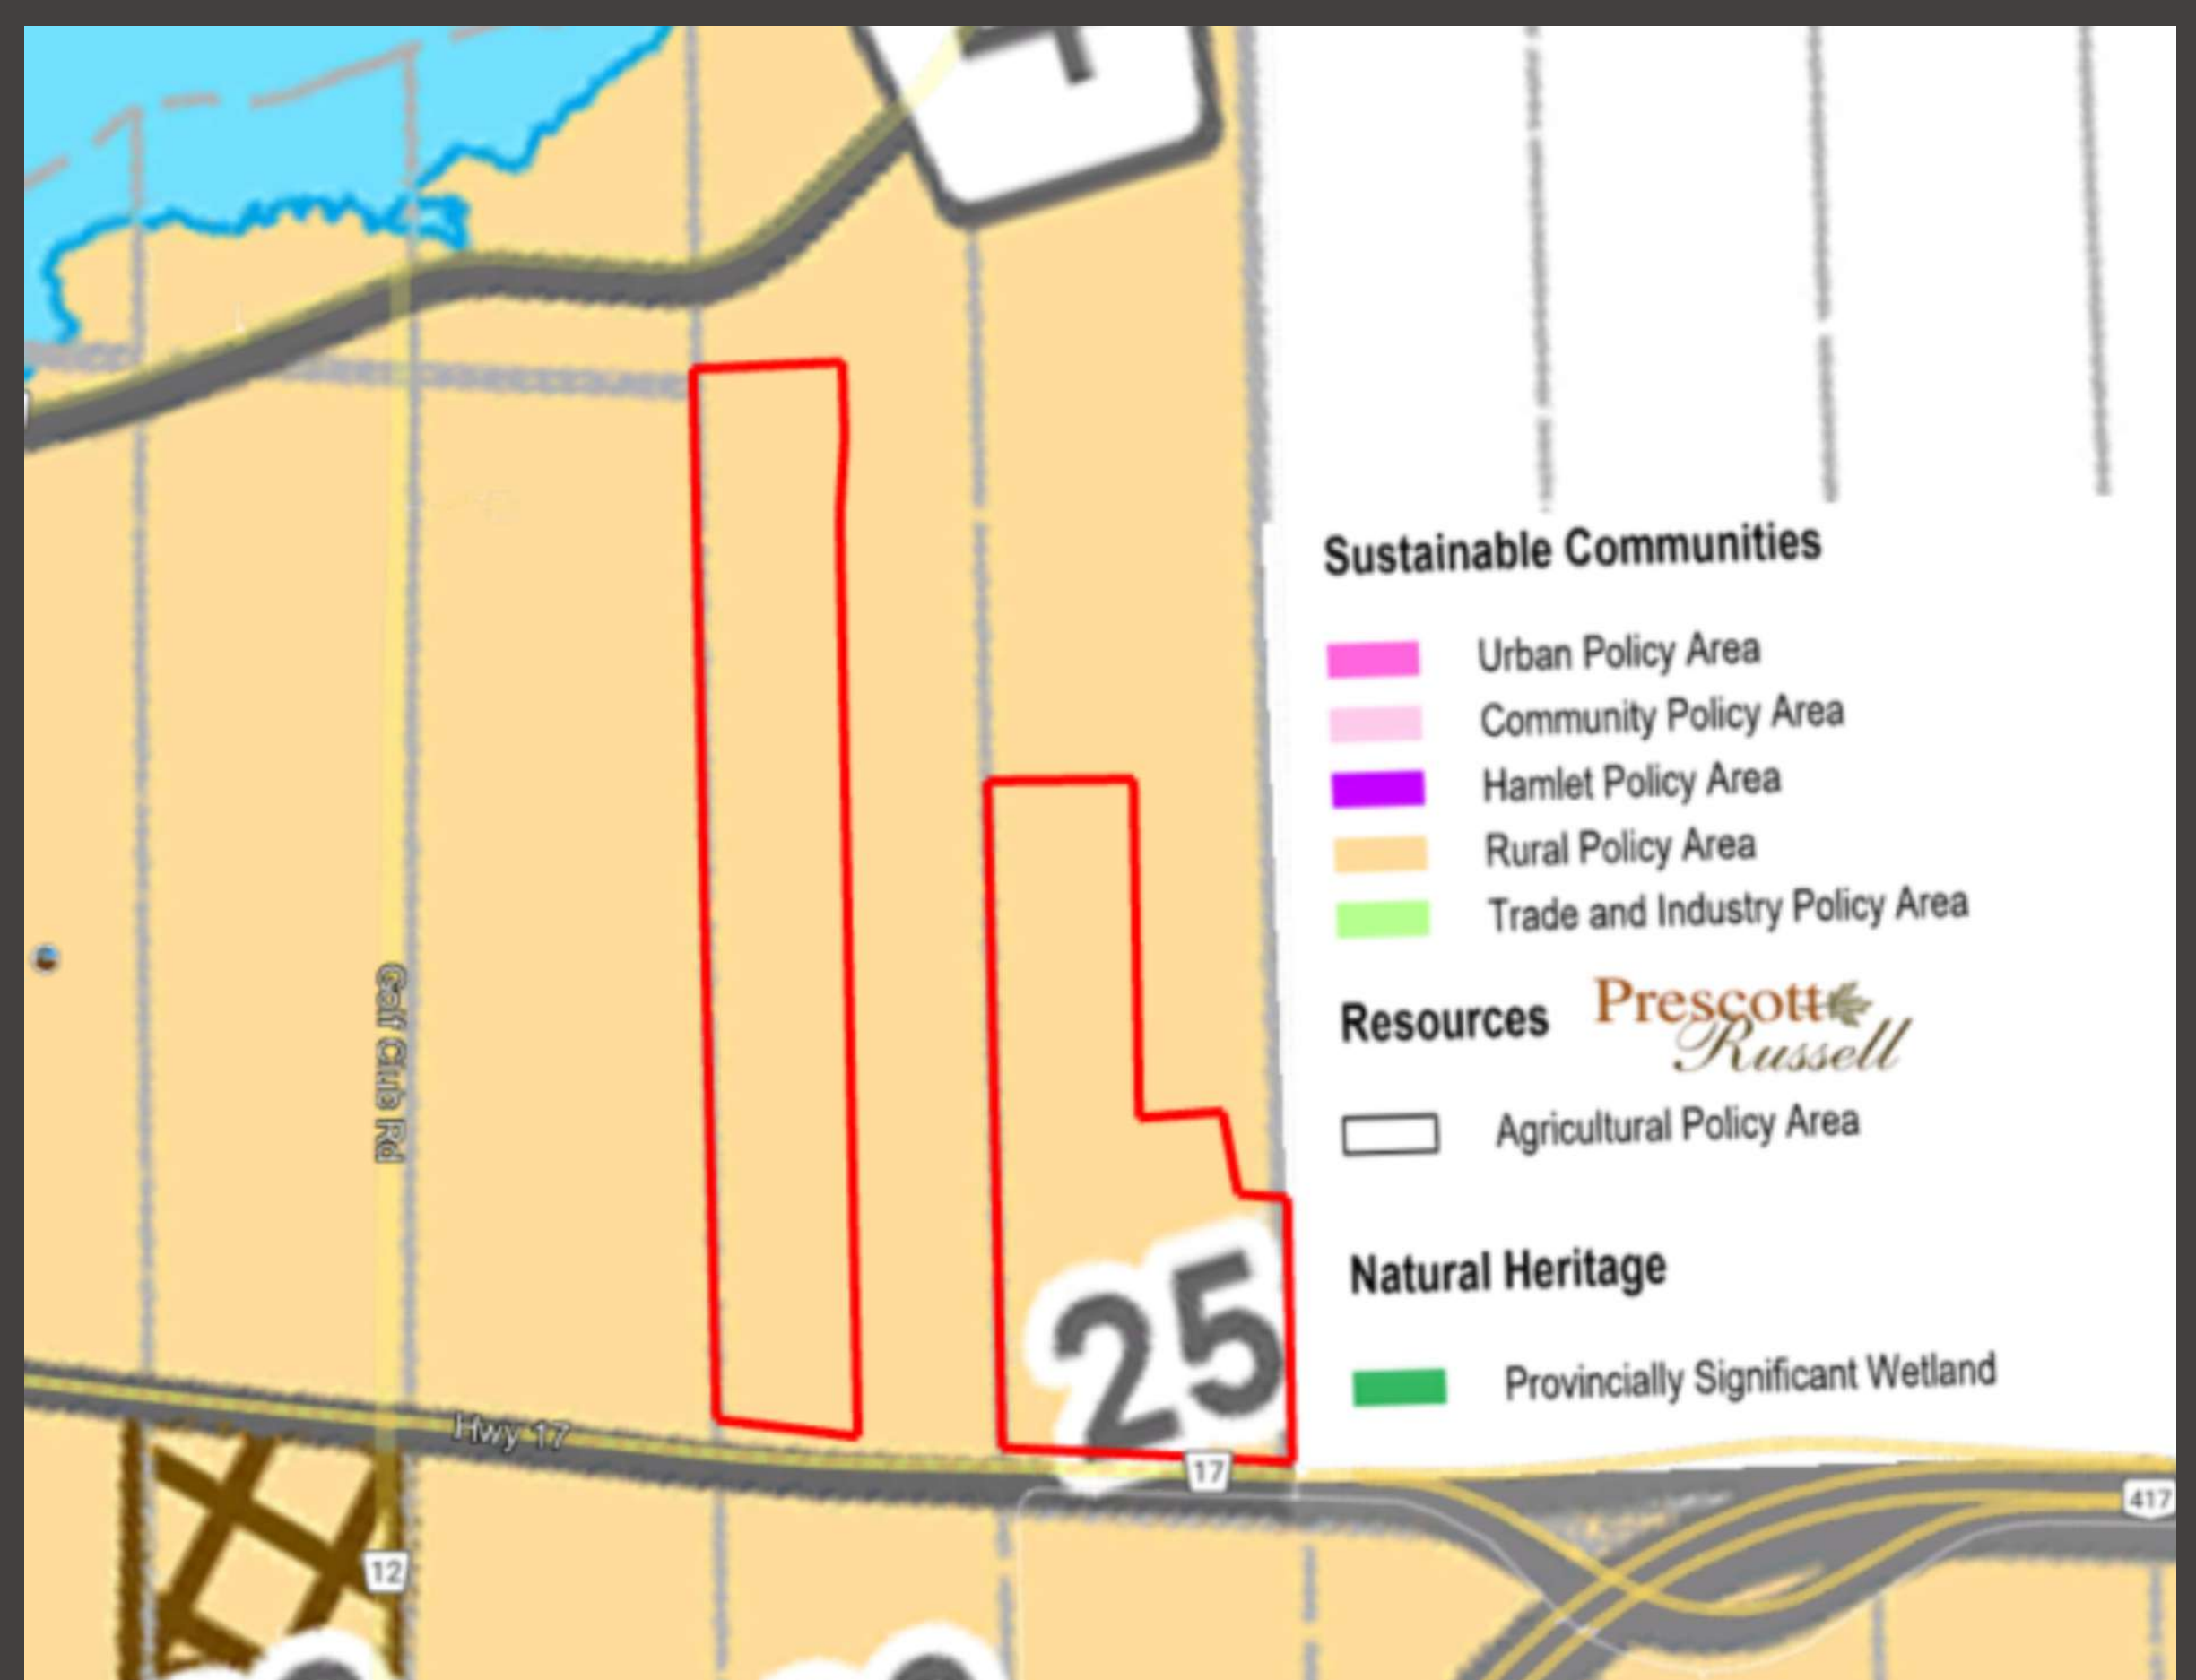 Sustainable Communities
Urban Policy Area
Community Policy Area
Hamlet Policy Area
Rural Policy Area
Trade and Industry Policy Area
Resources
Prescott
Russell
Agricultural Policy Area
Natural Heritage
Provincially Significant Wetland
Golf Club Rd
25
Hwy 17
17
417
12